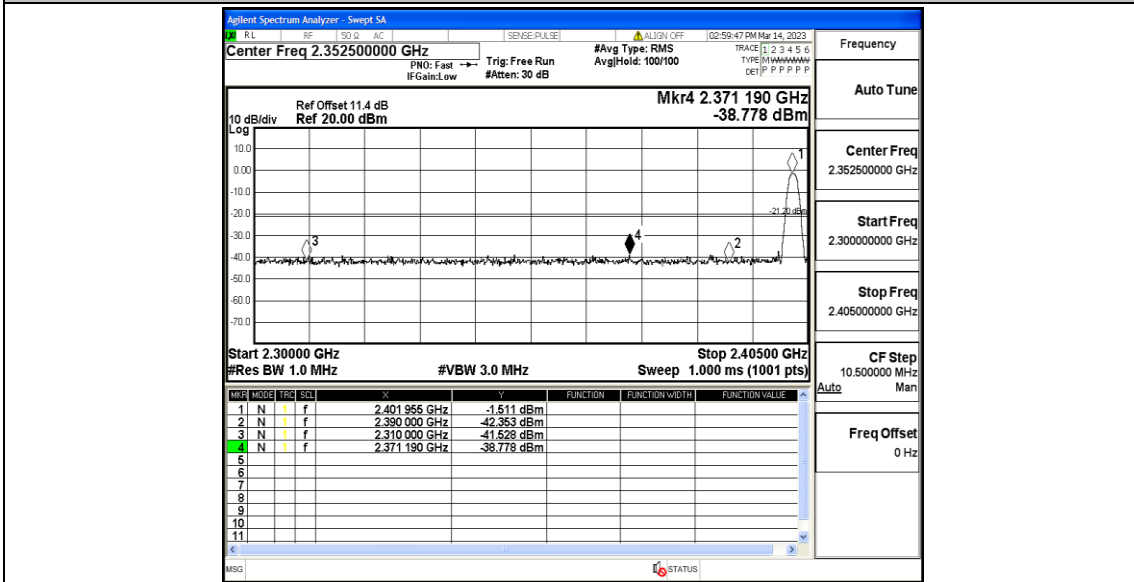 Agilent Spectrum Analyzer - Swept SA
RL RF 50 Ω AC SENSE:PULSE ALIGN OFF 02:59:47 PM Mar 14, 2023
Center Freq 2.352500000 GHz
PNO: Fast
IFGain:Low
Trig: Free Run
#Atten: 30 dB
#Avg Type: RMS
Avg|Hold: 100/100
TRACE 1 2 3 4 5 6
TYPE M
DET P P P P P P
Ref Offset 11.4 dB
Ref 20.00 dBm
10 dB/div
Log
Mkr4 2.371 190 GHz
-38.778 dBm
10.0
0.00
-10.0
-20.0
-30.0
-40.0
-50.0
-60.0
-70.0
1
-21.20 dBm
3
4
2
Start 2.30000 GHz
Stop 2.40500 GHz
#Res BW 1.0 MHz
#VBW 3.0 MHz
Sweep 1.000 ms (1001 pts)
MKR MODE TRC SCL X Y FUNCTION FUNCTION WIDTH FUNCTION VALUE
1 N 1 f 2.401 955 GHz -1.511 dBm
2 N 1 f 2.390 000 GHz -42.353 dBm
3 N 1 f 2.310 000 GHz -41.528 dBm
4 N 1 f 2.371 190 GHz -38.778 dBm
5
6
7
8
9
10
11
MSG
STATUS
Frequency
Auto Tune
Center Freq
2.352500000 GHz
Start Freq
2.300000000 GHz
Stop Freq
2.405000000 GHz
CF Step
10.500000 MHz
Auto Man
Freq Offset
0 Hz